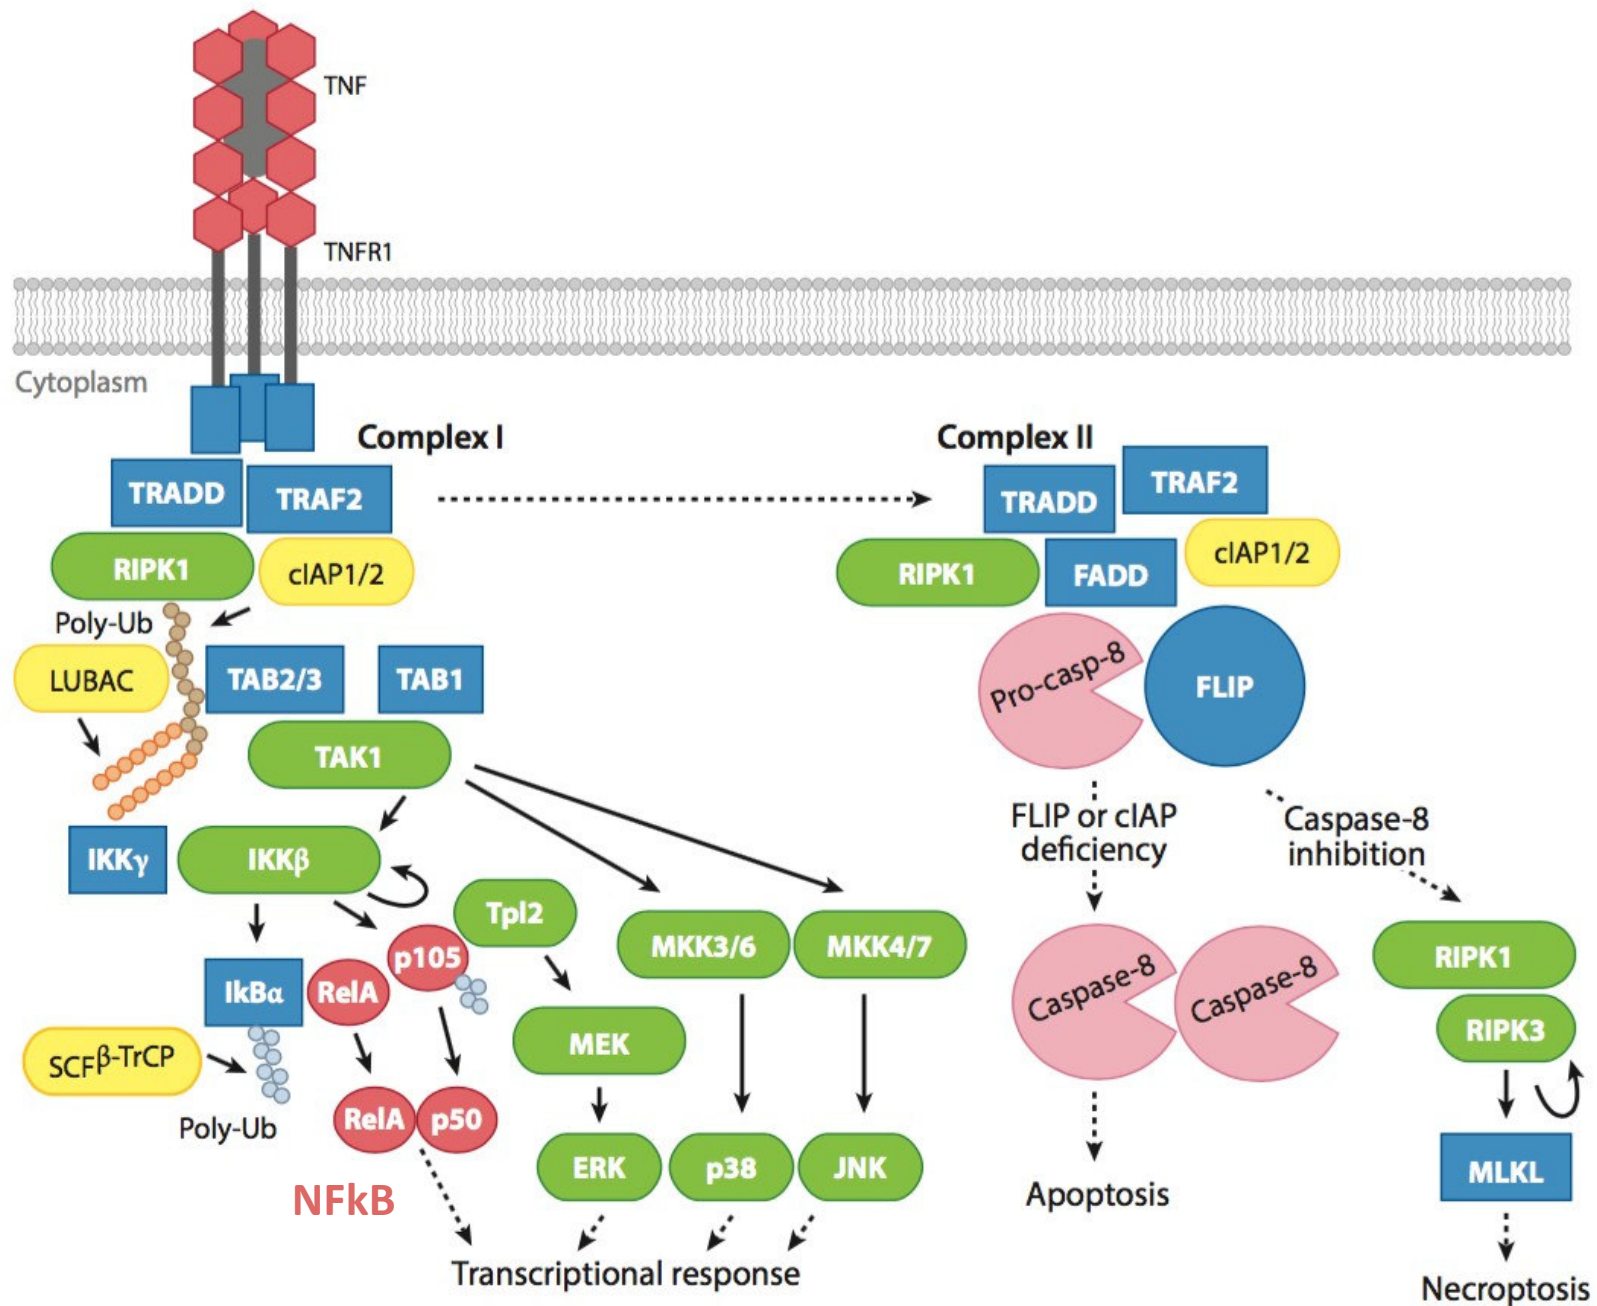 TNF
TNFR1
Cytoplasm
Complex I
Complex II
TRADD
TRAF2
TRADD
TRAF2
RIPK1
cIAP1/2
RIPK1
FADD
cIAP1/2
Poly-Ub
LUBAC
TAB2/3
TAB1
Pro-casp-8
FLIP
TAK1
FLIP or cIAP
deficiency
Caspase-8
inhibition
IKKγ
IKKβ
Tpl2
p105
MKK3/6
MKK4/7
RIPK1
IkBα
RelA
Caspase-8
Caspase-8
RIPK3
MEK
SCFβ-TrCP
Poly-Ub
RelA
p50
ERK
p38
JNK
MLKL
NFkB
Apoptosis
Transcriptional response
Necroptosis